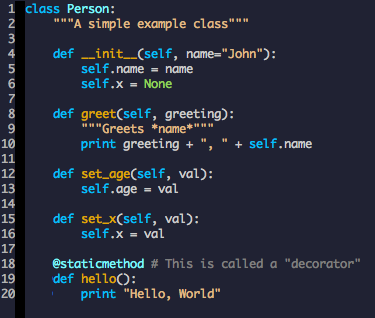 1 class Person:
2     """A simple example class"""
3
4     def __init__(self, name="John"):
5         self.name = name
6         self.x = None
7
8     def greet(self, greeting):
9         """Greets *name*"""
10         print greeting + ", " + self.name
11
12     def set_age(self, val):
13         self.age = val
14
15     def set_x(self, val):
16         self.x = val
17
18     @staticmethod # This is called a "decorator"
19     def hello():
20         print "Hello, World"